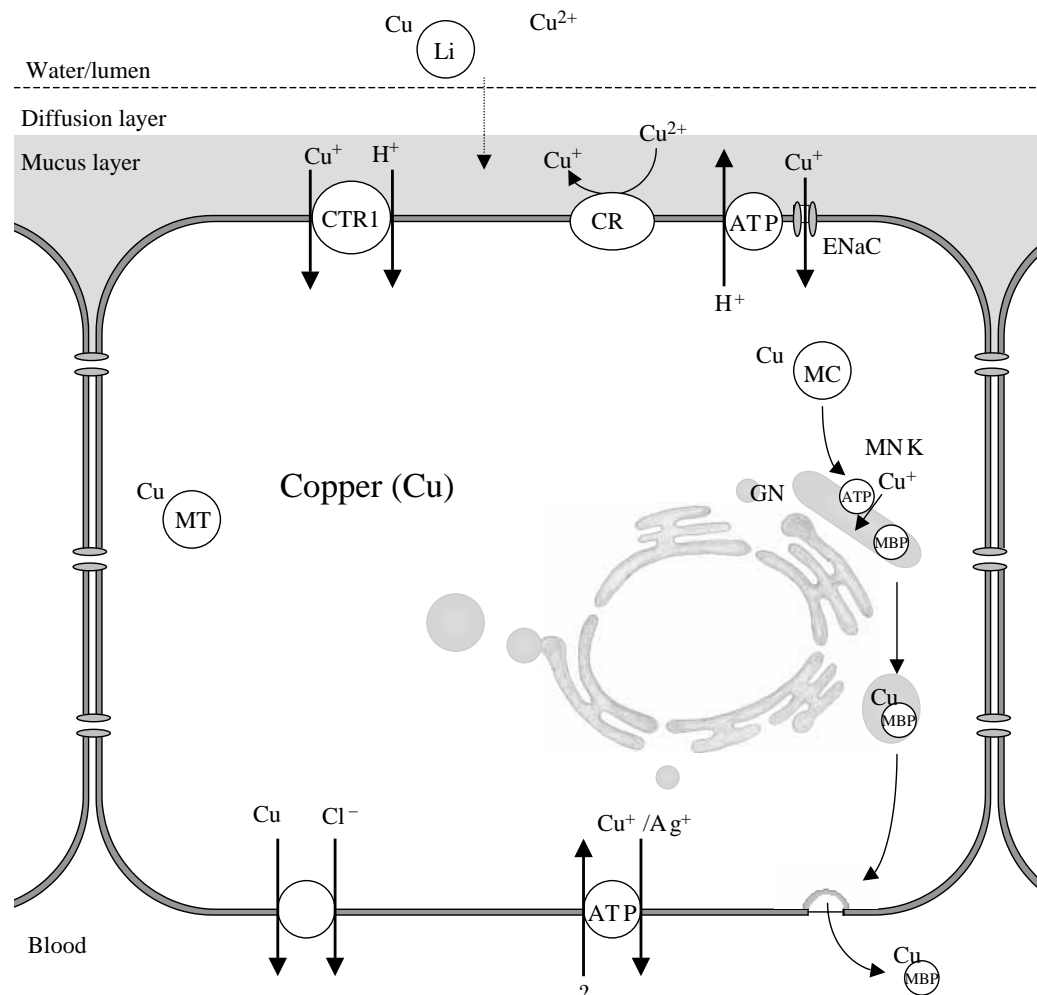 Cu
Cu2+
Li
Water/lumen
Diffusion layer
Mucus layer
Cu+
H+
Cu+
Cu2+
Cu+
CTR1
CR
ATP
ENaC
H+
Cu
MC
MNK
Cu
MT
Copper (Cu)
GN
ATP
Cu+
MBP
Cu
MBP
Cu
Cl−
Cu+ /Ag+
ATP
Blood
?
Cu
MBP